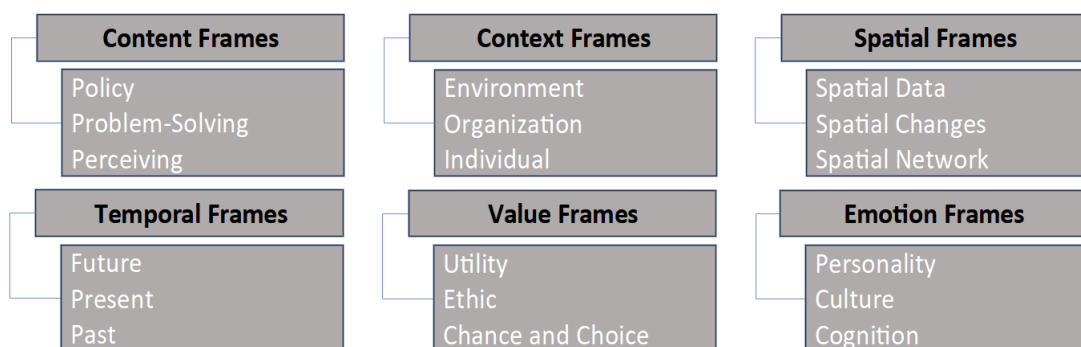 Content Frames
Policy
Problem-Solving
Perceiving
Context Frames
Environment
Organization
Individual
Spatial Frames
Spatial Data
Spatial Changes
Spatial Network
Temporal Frames
Future
Present
Past
Value Frames
Utility
Ethic
Chance and Choice
Emotion Frames
Personality
Culture
Cognition